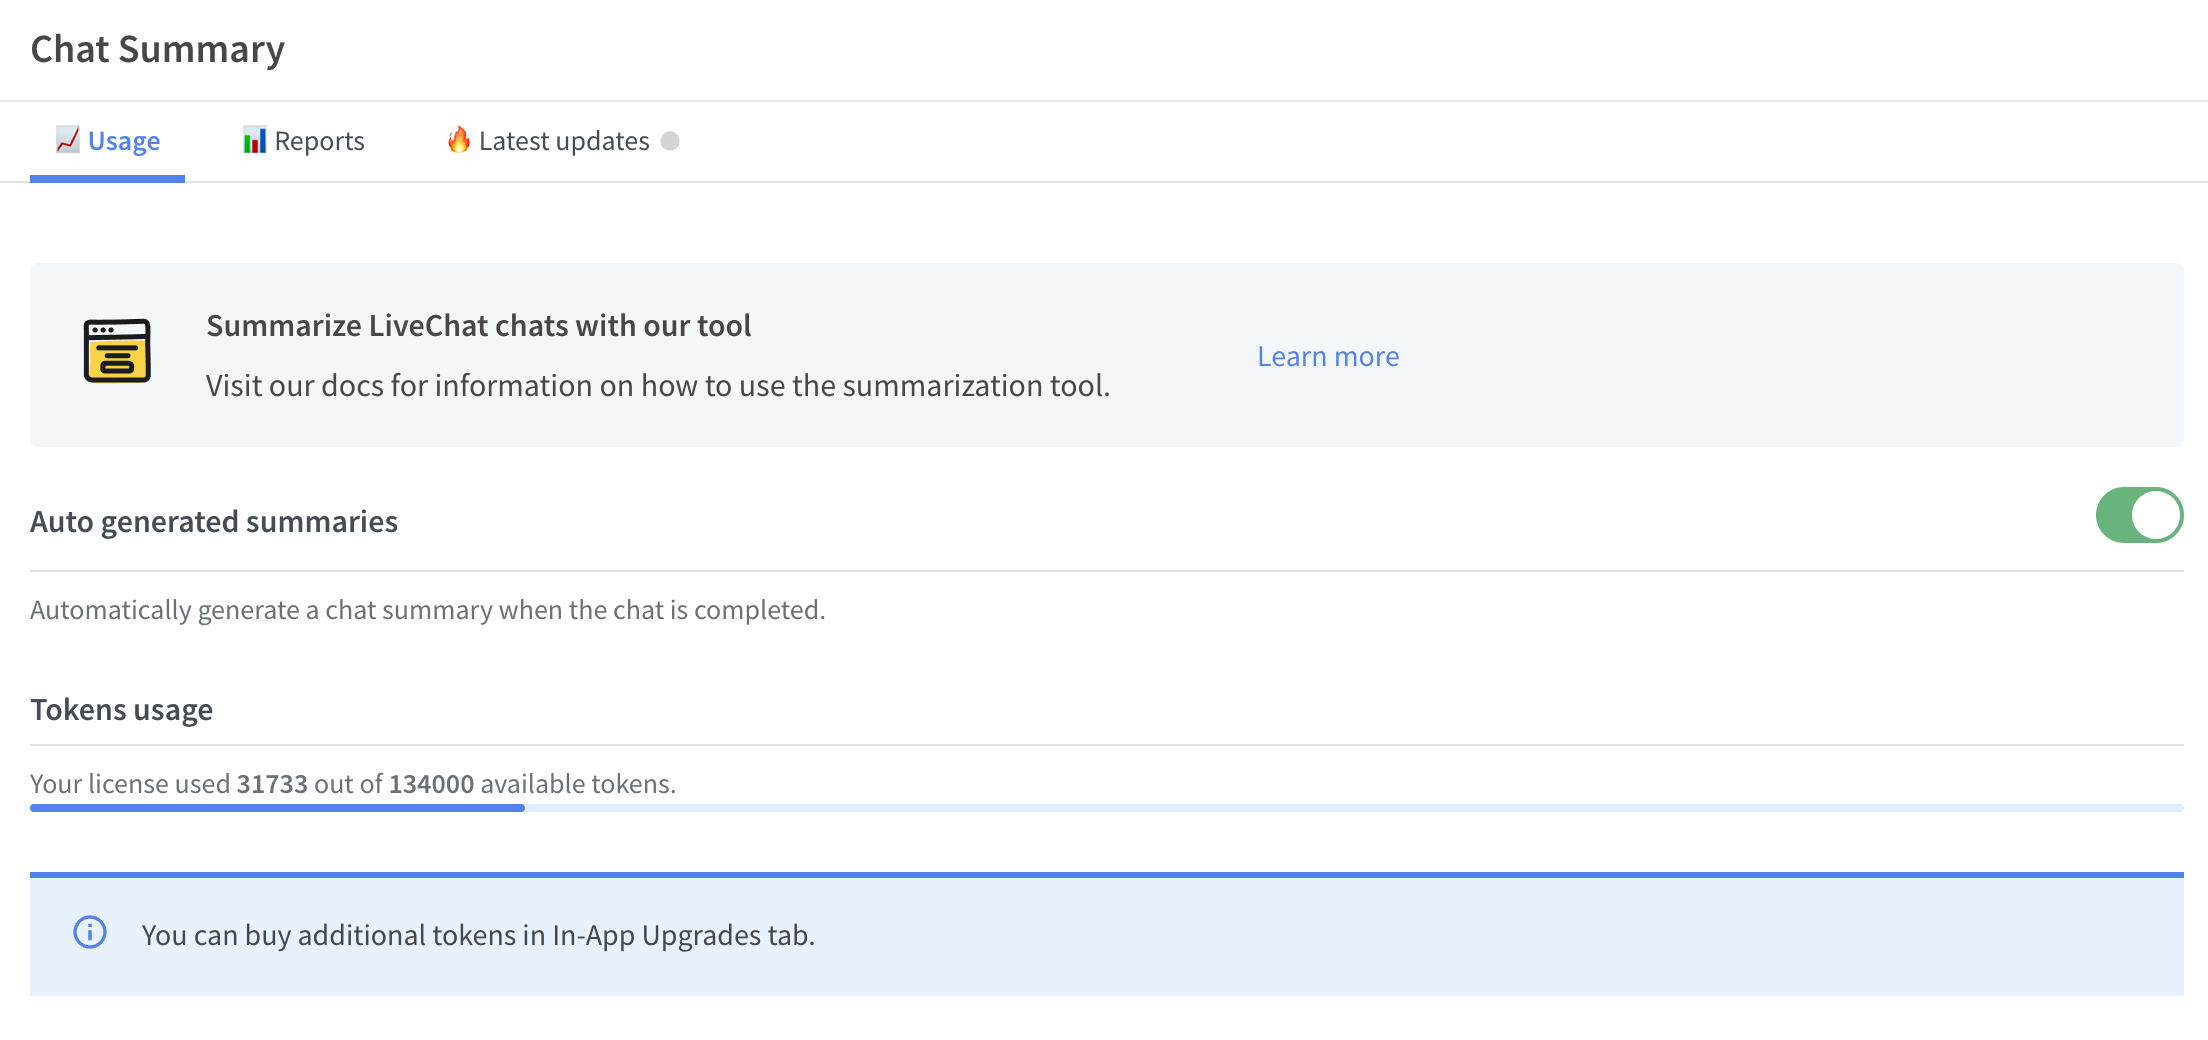 Chat Summary
📈 Usage
📊 Reports
🔥 Latest updates
Summarize LiveChat chats with our tool
Visit our docs for information on how to use the summarization tool.
Learn more
Auto generated summaries
Automatically generate a chat summary when the chat is completed.
Tokens usage
Your license used 31733 out of 134000 available tokens.
You can buy additional tokens in In-App Upgrades tab.